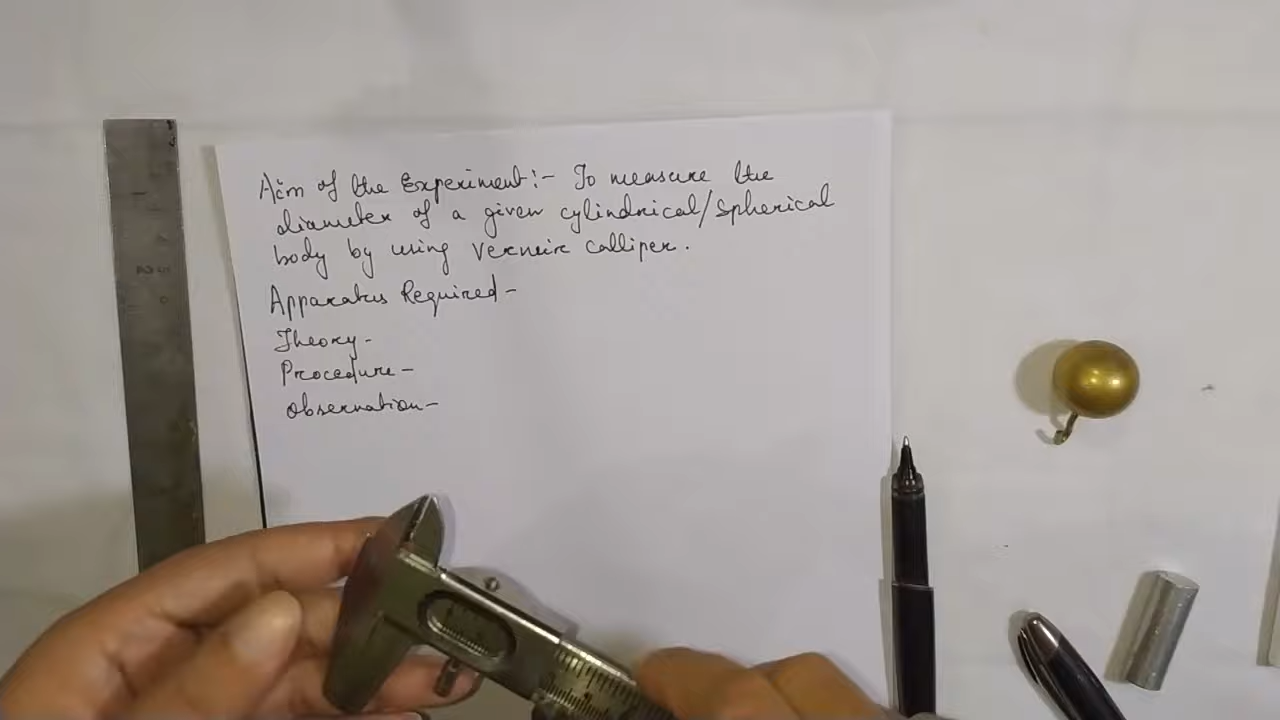 Aim of the Experiment:- To measure the
diameter of a given cylindrical/Spherical
body by using Vernier calliper.
Apparatus Required-
Theory-
Procedure-
Observation-